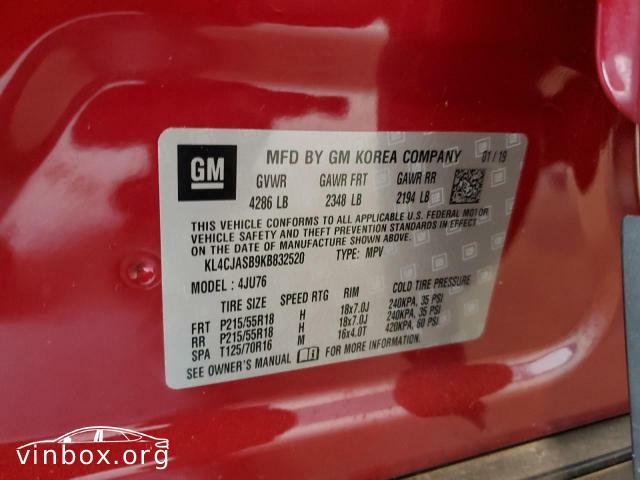 GM
MFD BY GM KOREA COMPANY 01/19
GVWR GAWR FRT GAWR RR
4286 LB 2348 LB 2194 LB
THIS VEHICLE CONFORMS TO ALL APPLICABLE U.S. FEDERAL MOTOR
VEHICLE SAFETY AND THEFT PREVENTION STANDARDS IN EFFECT
ON THE DATE OF MANUFACTURE SHOWN ABOVE.
KL4CJASB9KB832520 TYPE: MPV
MODEL: 4JU76
TIRE SIZE SPEED RTG RIM COLD TIRE PRESSURE
FRT P215/55R18 H 18x7.0J 240KPA, 35 PSI
RR P215/55R18 H 18x7.0J 240KPA, 35 PSI
SPA T125/70R16 M 16x4.0T 420KPA, 60 PSI
SEE OWNER'S MANUAL FOR MORE INFORMATION.
vinbox.org